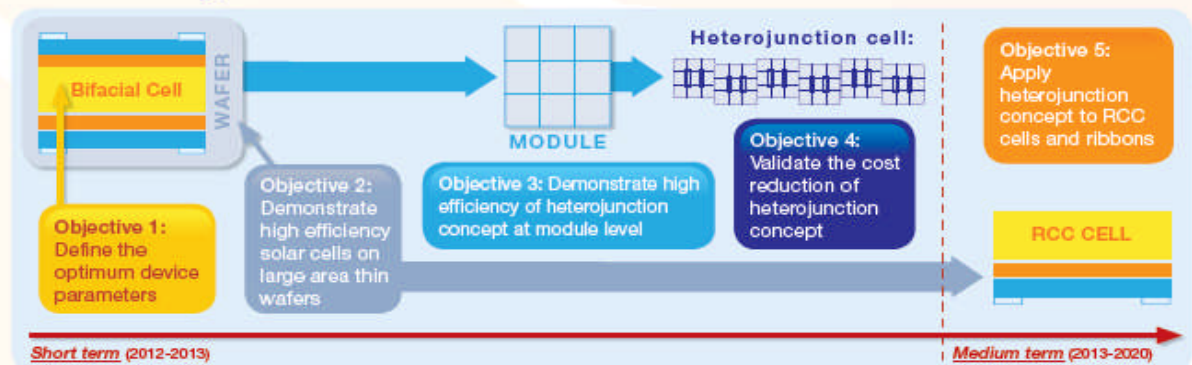 Bifacial Cell
WAFER
Objective 1:
Define the
optimum device
parameters
Objective 2:
Demonstrate
high efficiency
solar cells on
large area thin
wafers
MODULE
Objective 3: Demonstrate high
efficiency of heterojunction
concept at module level
Heterojunction cell:
Objective 4:
Validate the cost
reduction of
heterojunction
concept
Objective 5:
Apply
heterojunction
concept to RCC
cells and ribbons
RCC CELL
Short term (2012-2013)
Medium term (2013-2020)